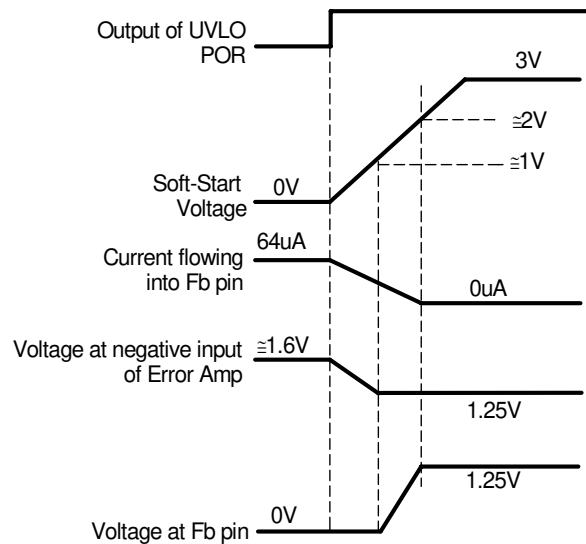 Output of UVLO
POR
3V
≅2V
≅1V
Soft-Start
Voltage
0V
64uA
Current flowing
into Fb pin
0uA
Voltage at negative input
of Error Amp
≅1.6V
1.25V
1.25V
Voltage at Fb pin
0V